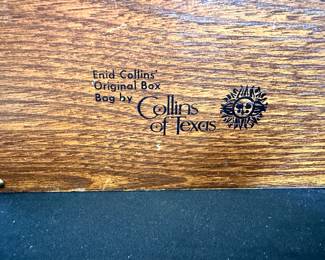 Enid Collins'
Original Box
Bag by Collins
of Texas